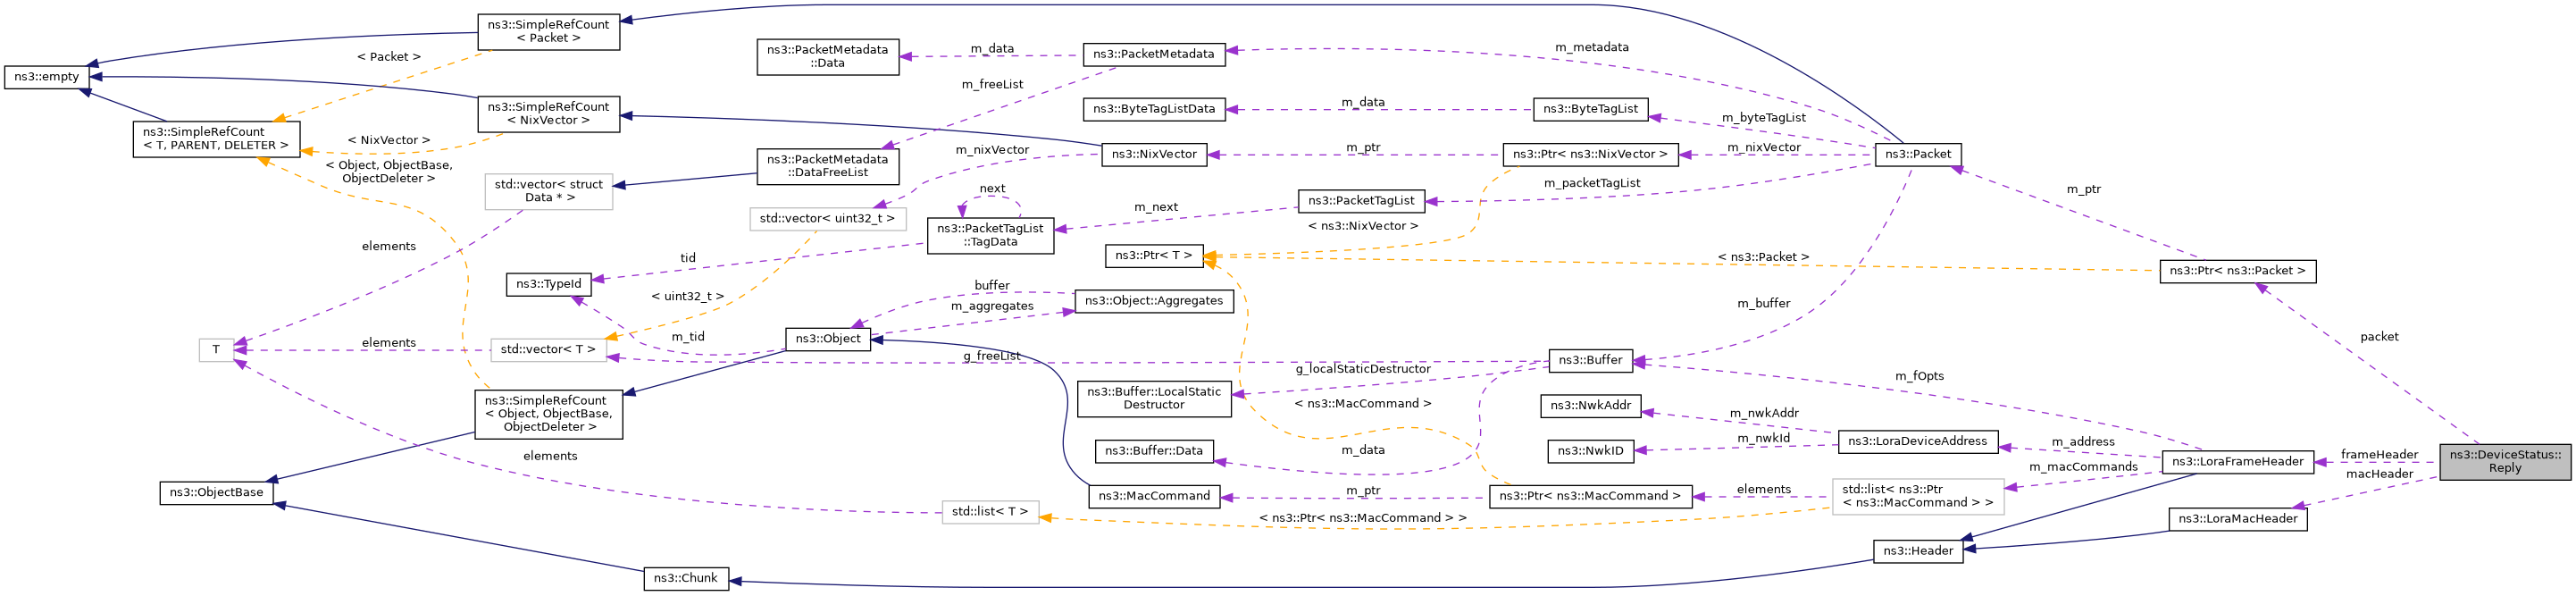 ns3::SimpleRefCount
< Packet >
ns3::empty
< Packet >
ns3::PacketMetadata
::Data
m_data
ns3::PacketMetadata
m_metadata
m_freeList
ns3::SimpleRefCount
< NixVector >
ns3::ByteTagListData
m_data
ns3::ByteTagList
m_byteTagList
ns3::SimpleRefCount
< T, PARENT, DELETER >
< NixVector >
< Object, ObjectBase,
ObjectDeleter >
ns3::PacketMetadata
::DataFreeList
m_nixVector
ns3::NixVector
m_ptr
ns3::Ptr< ns3::NixVector >
m_nixVector
ns3::Packet
std::vector< struct
Data * >
next
m_packetTagList
m_ptr
std::vector< uint32_t >
ns3::PacketTagList
::TagData
m_next
ns3::PacketTagList
< ns3::NixVector >
elements
tid
ns3::Ptr< T >
< ns3::Packet >
ns3::Ptr< ns3::Packet >
ns3::TypeId
< uint32_t >
buffer
ns3::Object::Aggregates
m_aggregates
m_buffer
m_tid
ns3::Object
packet
T
elements
std::vector< T >
g_freeList
ns3::Buffer
g_localStaticDestructor
m_fOpts
ns3::SimpleRefCount
< Object, ObjectBase,
ObjectDeleter >
ns3::Buffer::LocalStatic
Destructor
< ns3::MacCommand >
ns3::NwkAddr
m_nwkAddr
elements
ns3::Buffer::Data
m_data
ns3::NwkID
m_nwkId
ns3::LoraDeviceAddress
m_address
ns3::LoraFrameHeader
frameHeader
ns3::DeviceStatus::
Reply
m_macCommands
macHeader
ns3::ObjectBase
ns3::MacCommand
m_ptr
ns3::Ptr< ns3::MacCommand >
elements
std::list< ns3::Ptr
< ns3::MacCommand > >
std::list< T >
< ns3::Ptr< ns3::MacCommand > >
ns3::LoraMacHeader
ns3::Header
ns3::Chunk